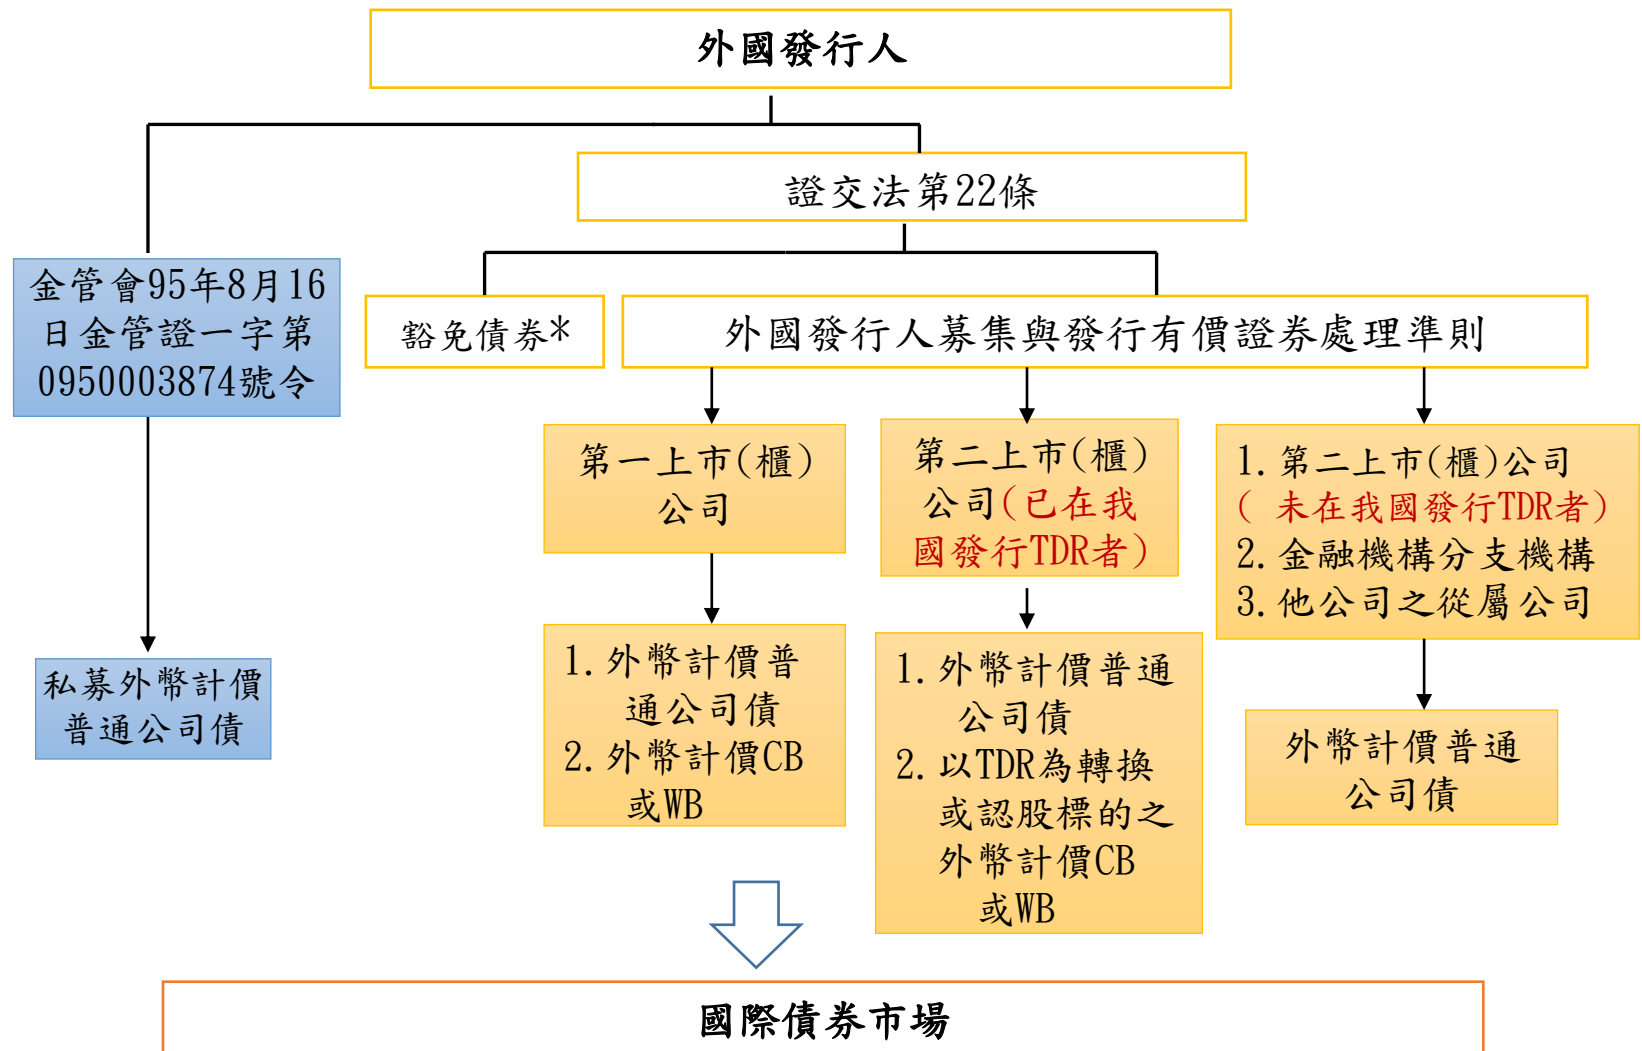 外國發行人
證交法第22條
金管會95年8月16
日金管證一字第
0950003874號令
豁免債券*
外國發行人募集與發行有價證券處理準則
第一上市(櫃)
公司
第二上市(櫃)
公司(已在我
國發行TDR者)
1.第二上市(櫃)公司
( 未在我國發行TDR者)
2.金融機構分支機構
3.他公司之從屬公司
私募外幣計價
普通公司債
1.外幣計價普
通公司債
2.外幣計價CB
或WB
1.外幣計價普通
公司債
2.以TDR為轉換
或認股標的之
外幣計價CB
或WB
外幣計價普通
公司債
國際債券市場